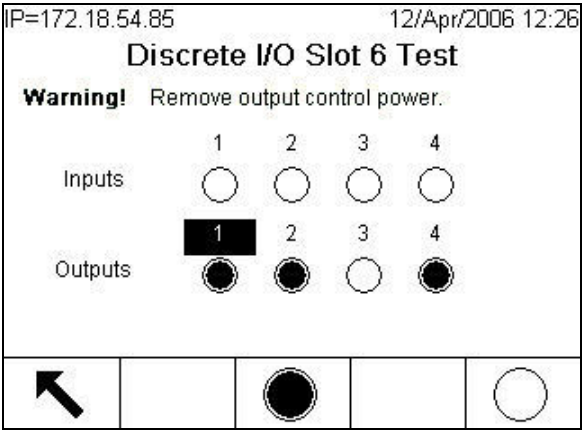 IP=172.18.54.85 12/Apr/2006 12:26
Discrete I/O Slot 6 Test
Warning! Remove output control power.
1 2 3 4
Inputs
1 2 3 4
Outputs